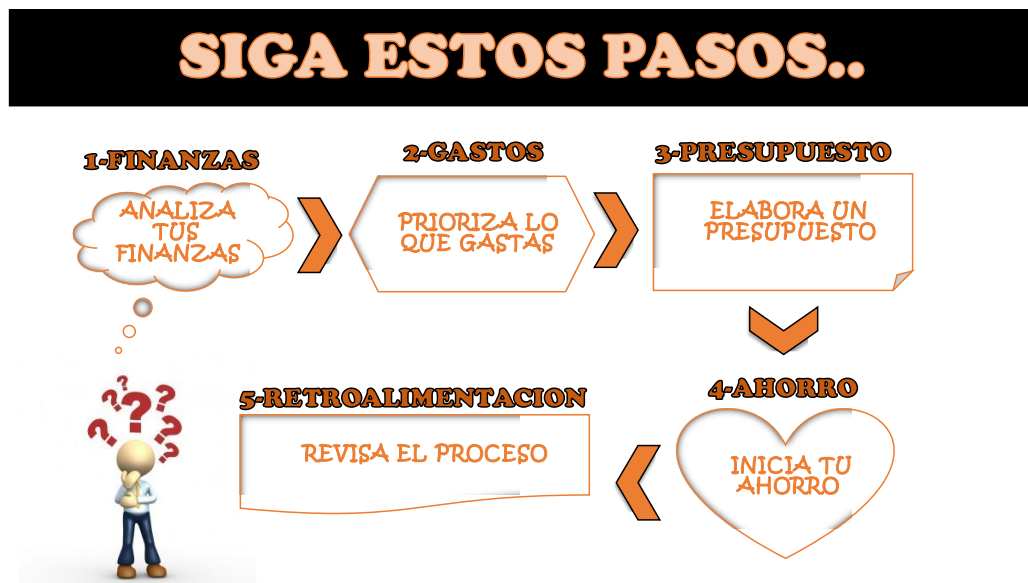 SIGA ESTOS PASOS..
1-FINANZAS
ANALIZA
TUS
FINANZAS
2-GASTOS
PRIORIZA LO
QUE GASTAS
3-PRESUPUESTO
ELABORA UN
PRESUPUESTO
4-AHORRO
INICIA TU
AHORRO
5-RETROALIMENTACION
REVISA EL PROCESO
? ? ? ? ? ?